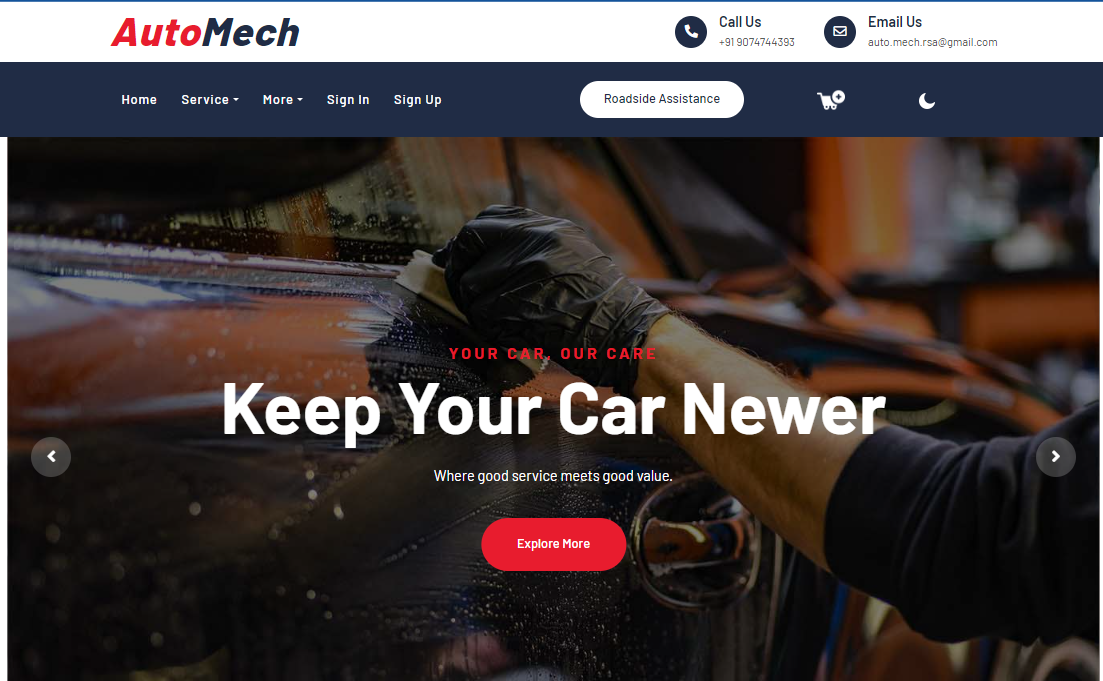 AutoMech
Call Us
+91 9074744393
Email Us
auto.mech.rsa@gmail.com
Home
Service
More
Sign In
Sign Up
Roadside Assistance
YOUR CAR, OUR CARE
Keep Your Car Newer
Where good service meets good value.
Explore More